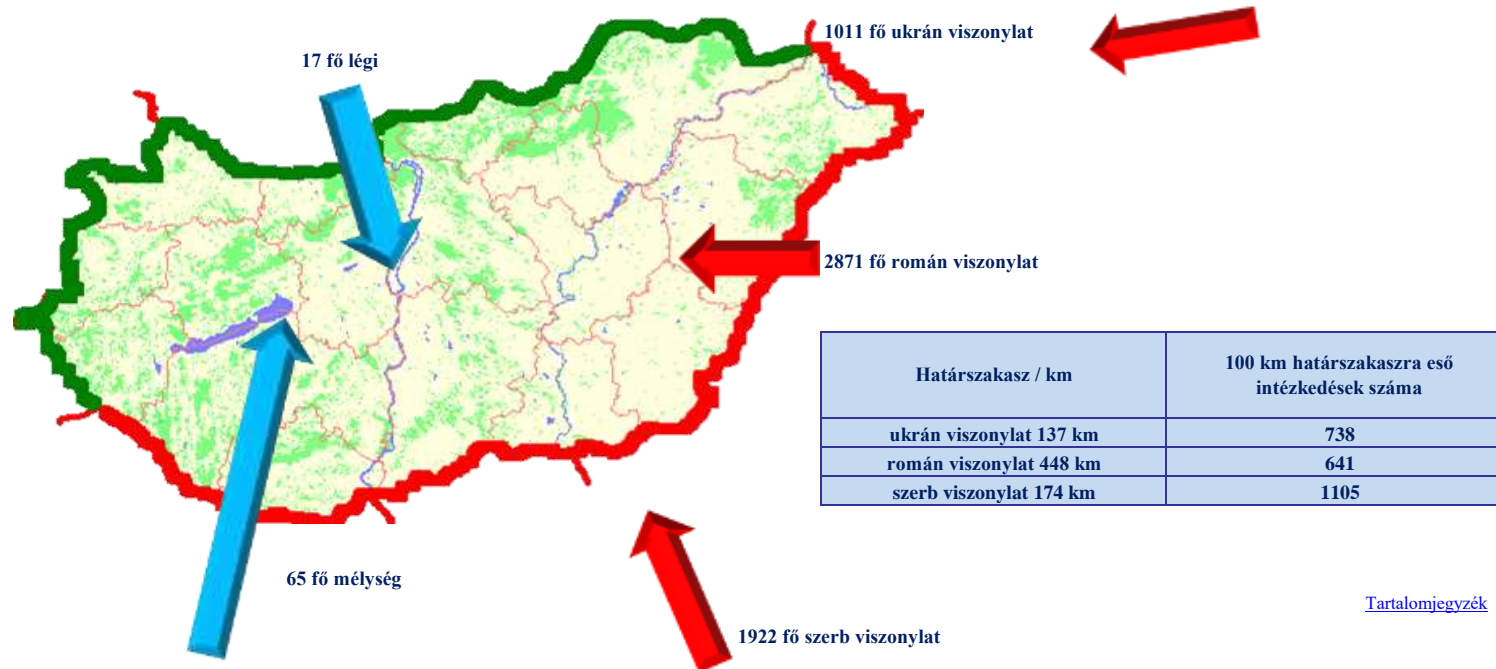 1011 fő ukrán viszonylat
17 fő légi
2871 fő román viszonylat
Határszakasz / km
100 km határszakaszra eső
intézkedések száma
ukrán viszonylat 137 km
738
román viszonylat 448 km
641
szerb viszonylat 174 km
1105
65 fő mélység
Tartalomjegyzék
1922 fő szerb viszonylat